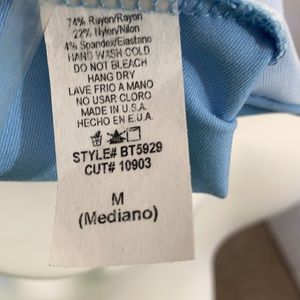 74% Rayon/Rayon
22% Nylon/Nilon
4% Spandex/Elastano
HAND WASH COLD
DO NOT BLEACH
HANG DRY
LAVE FRIO A MANO
NO USAR CLORO
MADE IN U.S.A.
HECHO EN E.U.A.
STYLE# BT5929
CUT# 10903
M
(Mediano)